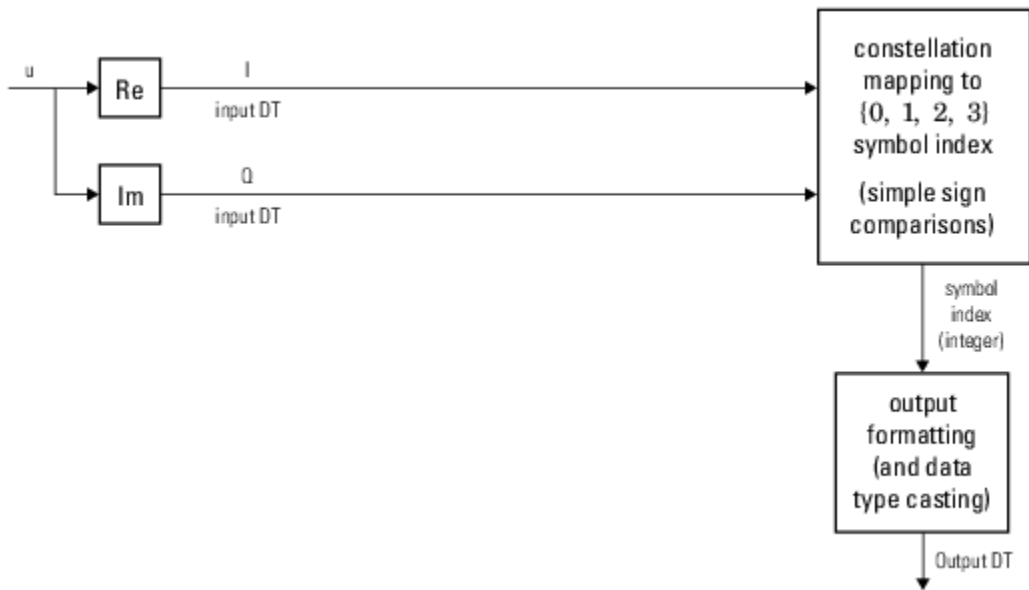 u
Re
I
input DT
Im
Q
input DT
constellation
mapping to
{0, 1, 2, 3}
symbol index
(simple sign
comparisons)
symbol
index
(integer)
output
formatting
(and data
type casting)
Output DT